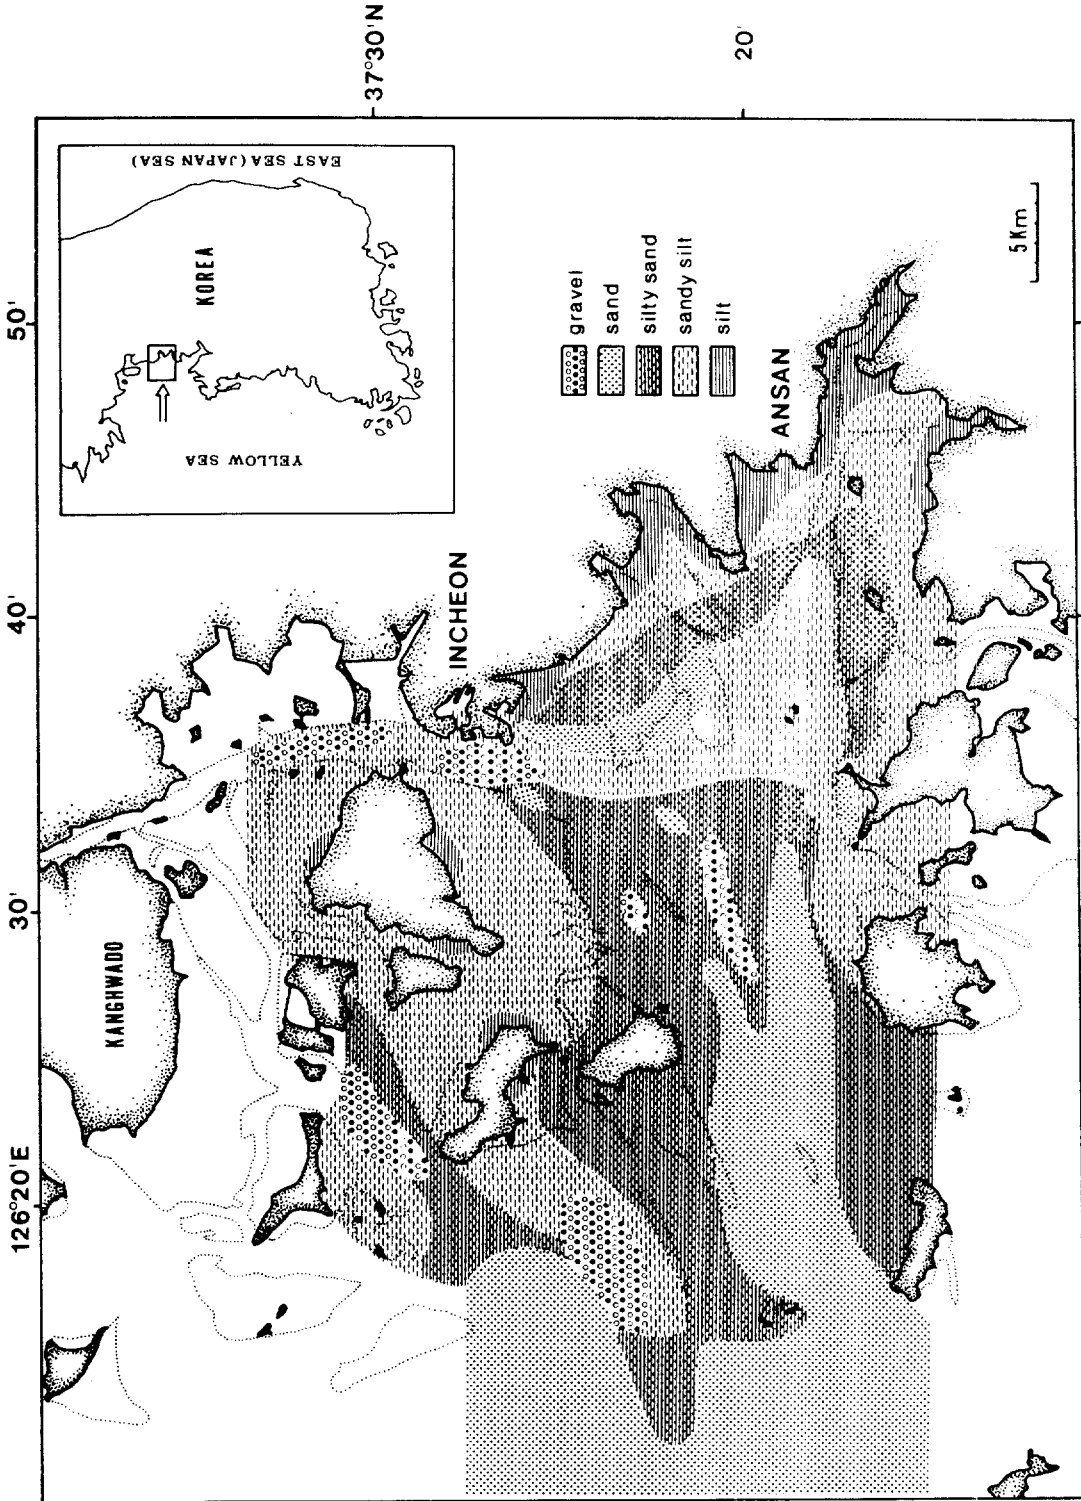 126°20'E
30'
40'
50'
37°30'N
20'
KANGHWADO
INCHEON
ANSAN
YELLOW SEA
KOREA
EAST SEA (JAPAN SEA)
gravel
sand
silty sand
sandy silt
silt
5 Km